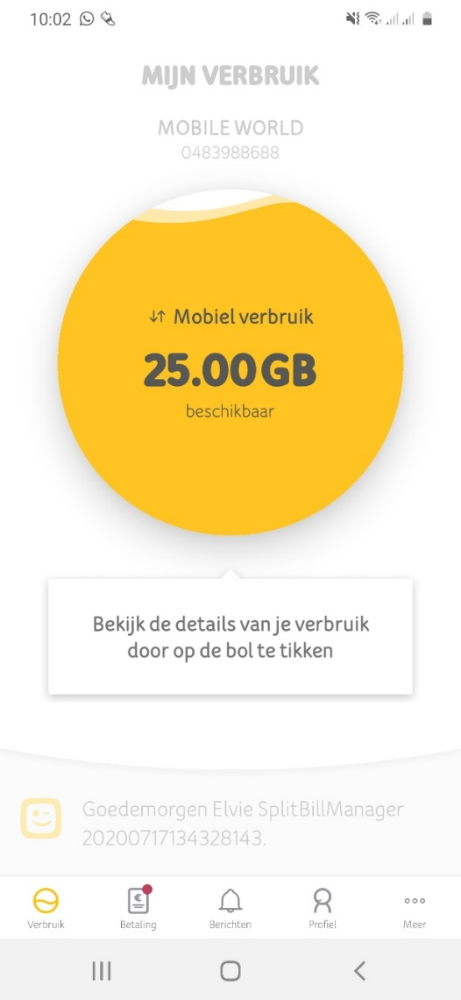 10:02
MIJN VERBRUIK
MOBILE WORLD
0483988688
Mobiel verbruik
25.00 GB
beschikbaar
Bekijk de details van je verbruik
door op de bol te tikken
Goedemorgen Elvie SplitBillManager
20200717134328143.
Verbruik Betaling Berichten Profiel Meer